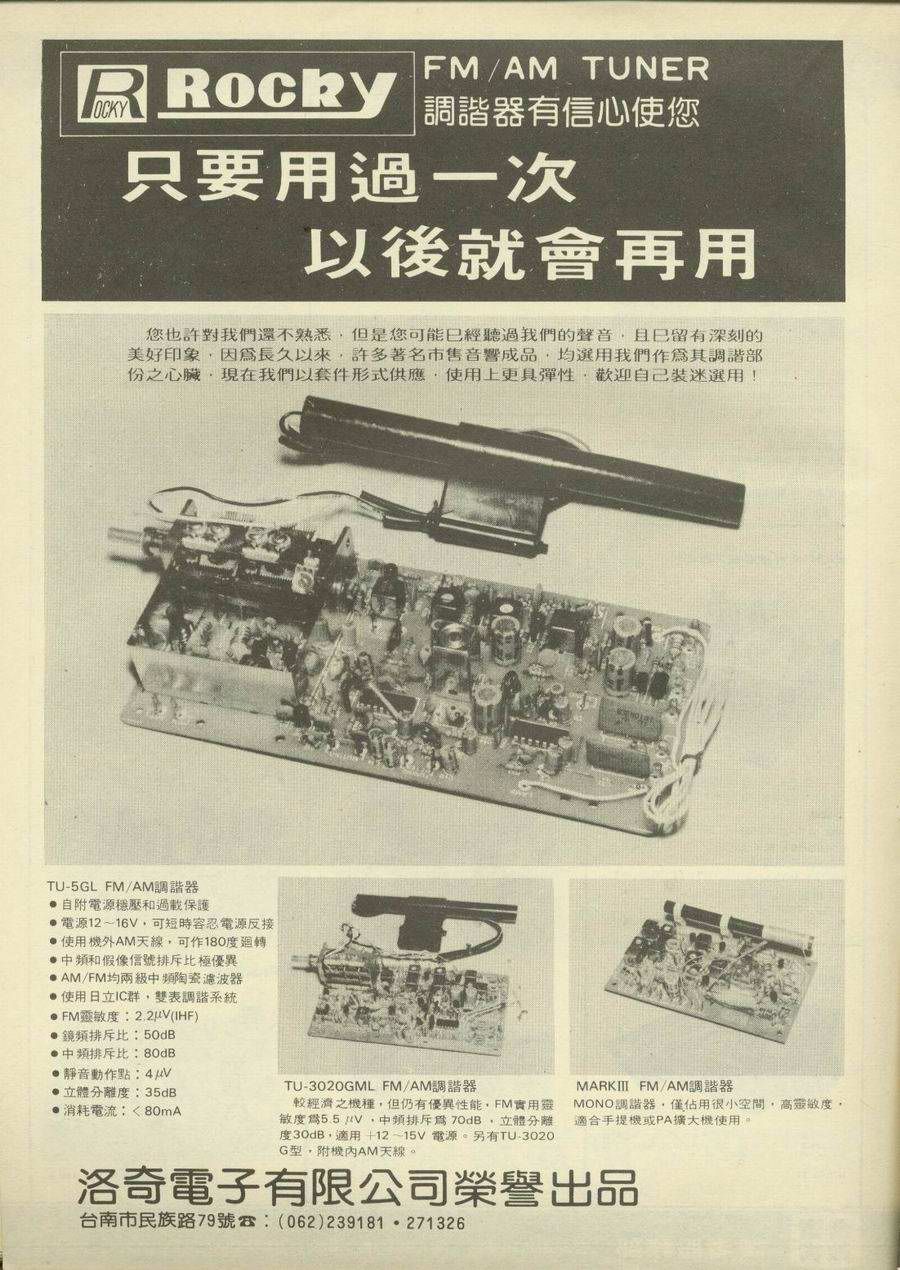 ROCKY Rocky
FM/AM TUNER
調諧器有信心使您
只要用過一次
以後就會再用
您也許對我們還不熟悉，但是您可能已經聽過我們的聲音，且已留有深刻的
美好印象，因爲長久以來，許多著名市售音響成品，均選用我們作爲其調諧部
份之心臟，現在我們以套件形式供應，使用上更具彈性，歡迎自己裝迷選用！
TU-5GL FM/AM調諧器
●自附電源穩壓和過載保護
●電源12～16V，可短時容忍電源反接
●使用機外AM天線，可作180度迴轉
●中頻和假像信號排斥比極優異
●AM/FM均兩級中頻陶瓷濾波器
●使用日立IC群，雙表調諧系統
●FM靈敏度：2.2μV(IHF)
●鏡頻排斥比：50dB
●中頻排斥比：80dB
●靜音動作點：4μV
●立體分離度：35dB
●消耗電流：＜80mA
TU-3020GML FM/AM調諧器
較經濟之機種，但仍有優異性能，FM實用靈
敏度爲5.5μV，中頻排斥爲70dB，立體分離
度30dB，適用+12～15V電源。另有TU-3020
G型，附機內AM天線。
MARKⅢ FM/AM調諧器
MONO調諧器，僅佔用很小空間，高靈敏度，
適合手提機或PA擴大機使用。
洛奇電子有限公司榮譽出品
台南市民族路79號☎：(062)239181•271326